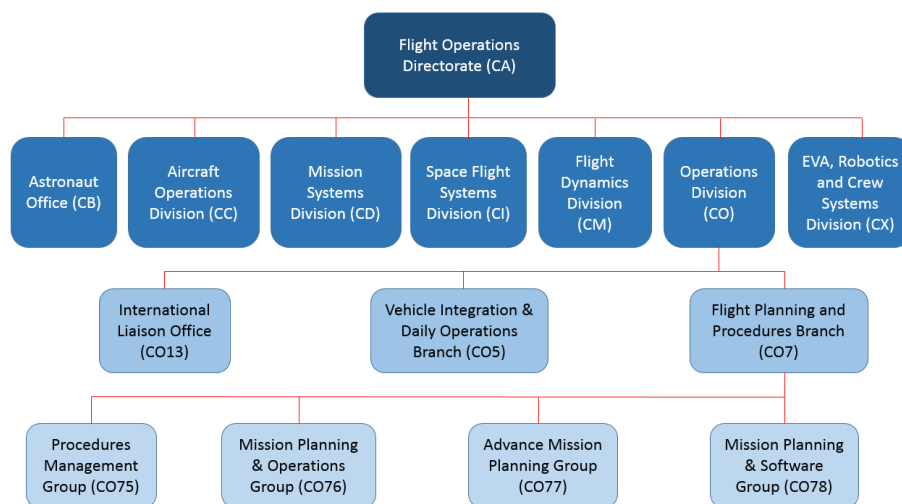 Flight Operations
Directorate (CA)
Astronaut
Office (CB)
Aircraft
Operations
Division (CC)
Mission
Systems
Division (CD)
Space Flight
Systems
Division (CI)
Flight
Dynamics
Division
(CM)
Operations
Division
(CO)
EVA, Robotics
and Crew
Systems
Division (CX)
International
Liaison Office
(CO13)
Vehicle Integration &
Daily Operations
Branch (CO5)
Flight Planning and
Procedures Branch
(CO7)
Procedures
Management
Group (CO75)
Mission Planning
& Operations
Group (CO76)
Advance Mission
Planning Group
(CO77)
Mission Planning
& Software
Group (CO78)